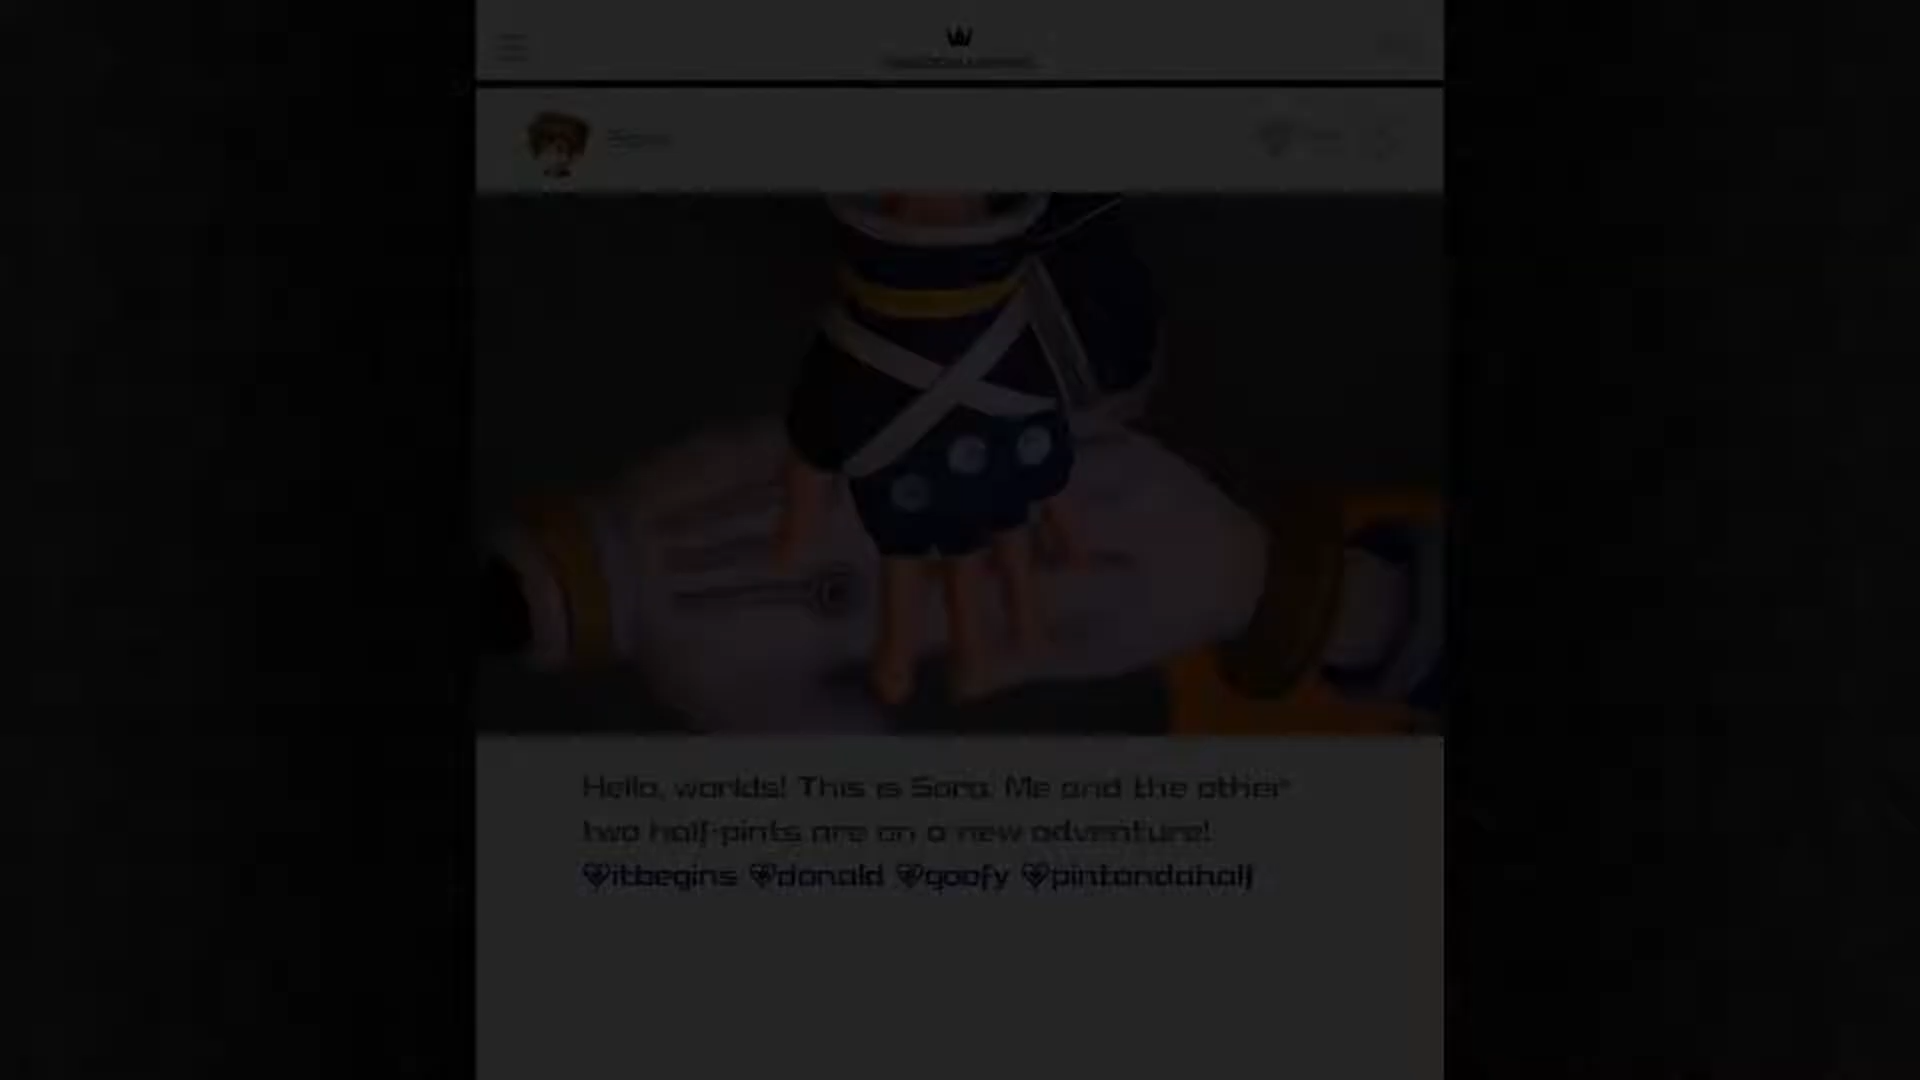 Sora
Hello, worlds! This is Sora. Me and the other
two half-pints are on a new adventure!
itbegins donald goofy pintandahalf